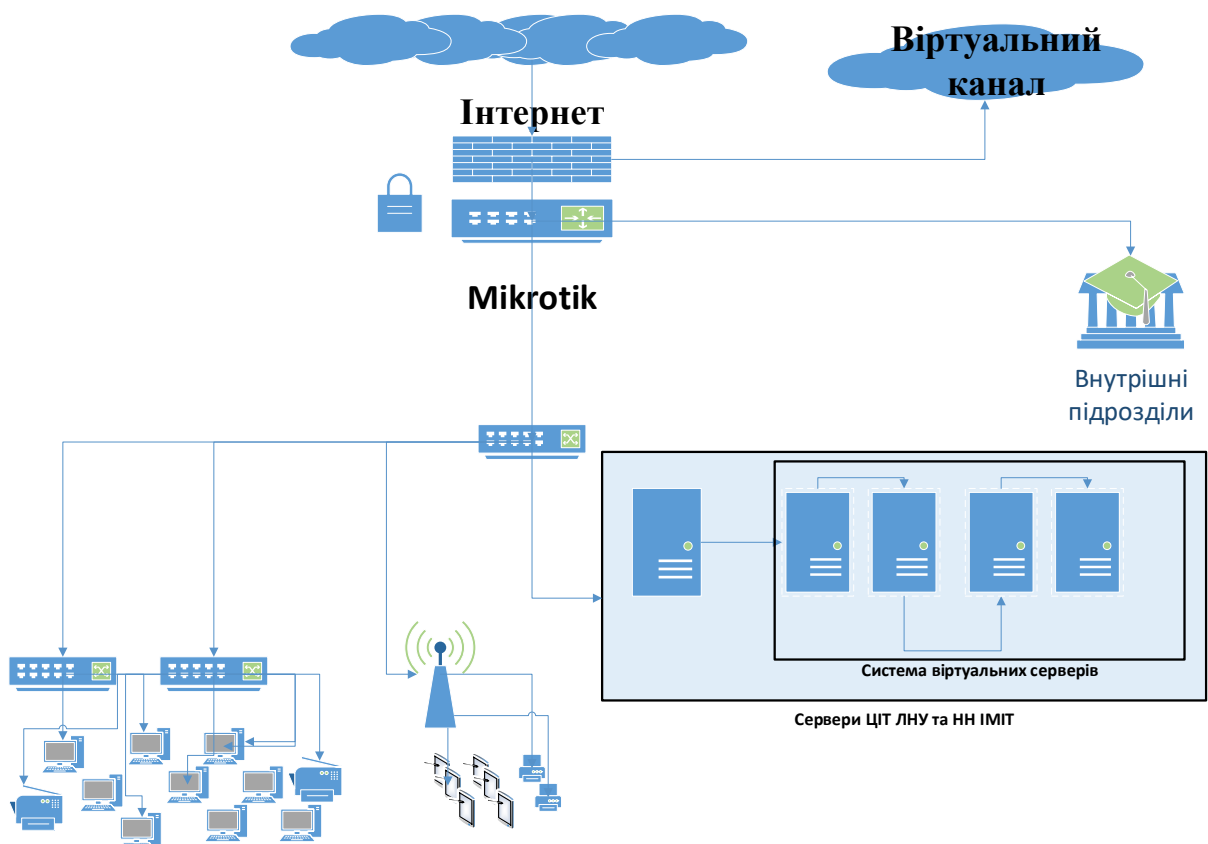 Віртуальний
канал
Інтернет
Mikrotik
Внутрішні
підрозділи
Система віртуальних серверів
Сервери ЦІТ ЛНУ та НН ІМІТ